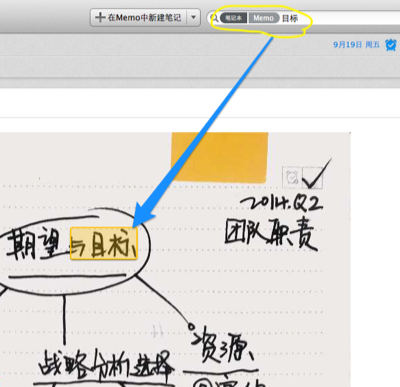 在Memo中新建笔记
笔记本 Memo 目标
9月19日 周五
2014.Q2
团队职责
期望与目标
资源
战略分析选择